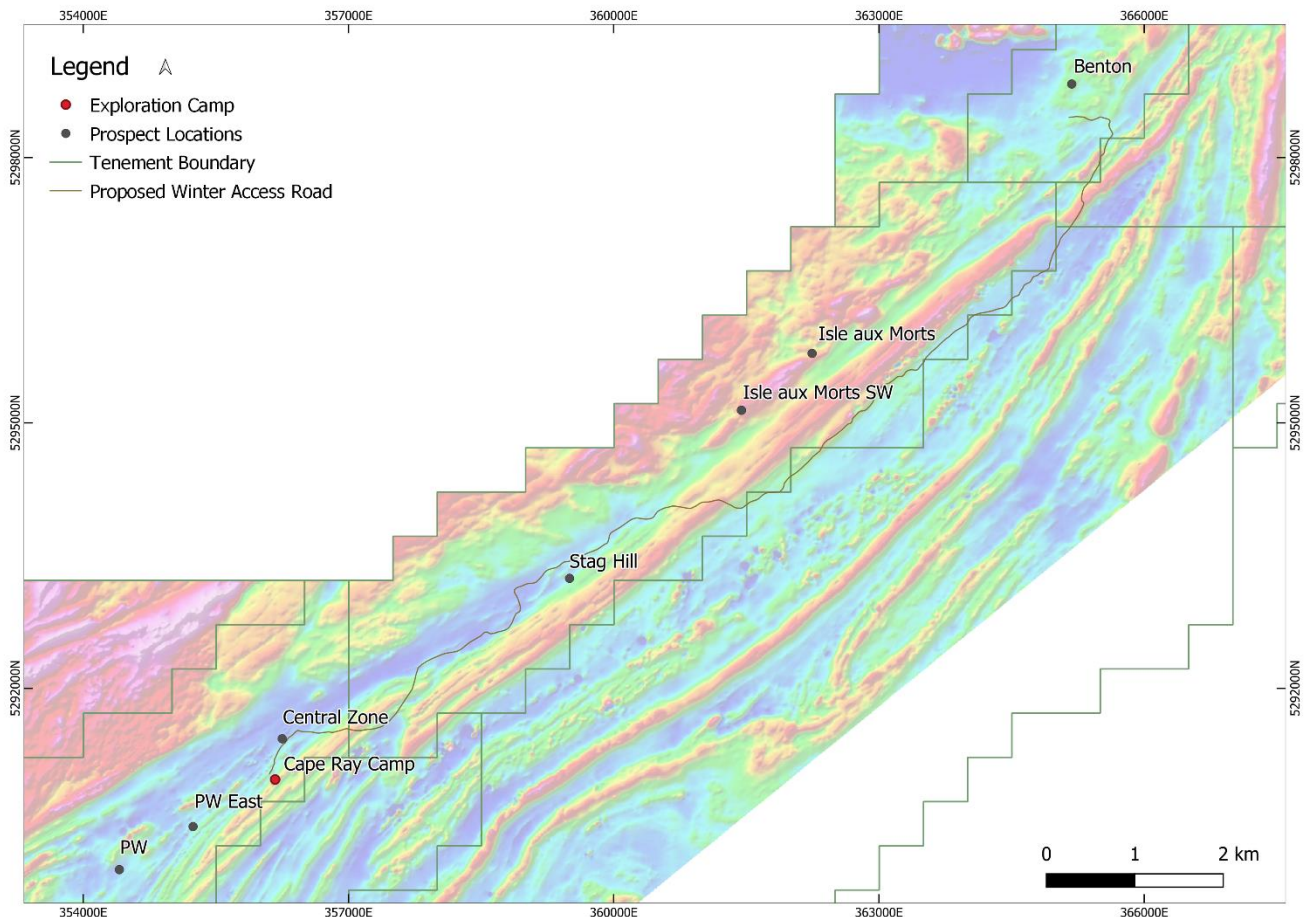 354000E
357000E
360000E
363000E
366000E
Legend
Exploration Camp
Prospect Locations
Tenement Boundary
Proposed Winter Access Road
Benton
5298000N
5298000N
Isle aux Morts
Isle aux Morts SW
5295000N
5295000N
Stag Hill
5292000N
5292000N
Central Zone
Cape Ray Camp
PW East
PW
0 1 2 km
354000E
357000E
360000E
363000E
366000E